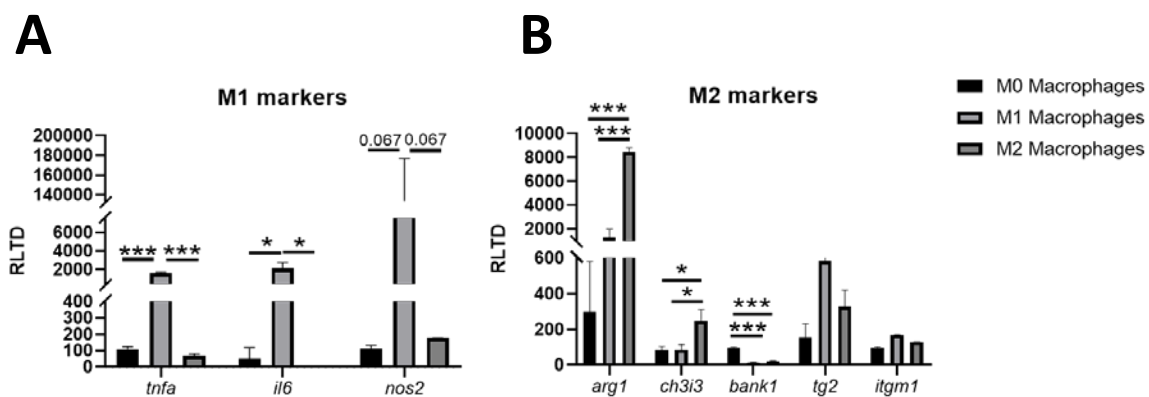 A
B
M1 markers
M2 markers
M0 Macrophages
M1 Macrophages
M2 Macrophages
RLTD
200000
180000
160000
140000
6000
4000
2000
400
300
200
100
0
*** ***
* *
0.067 0.067
tnfa il6 nos2
RLTD
10000
8000
6000
4000
2000
600
400
200
0
***
***
*
*
***
***
arg1 ch3i3 bank1 tg2 itgm1